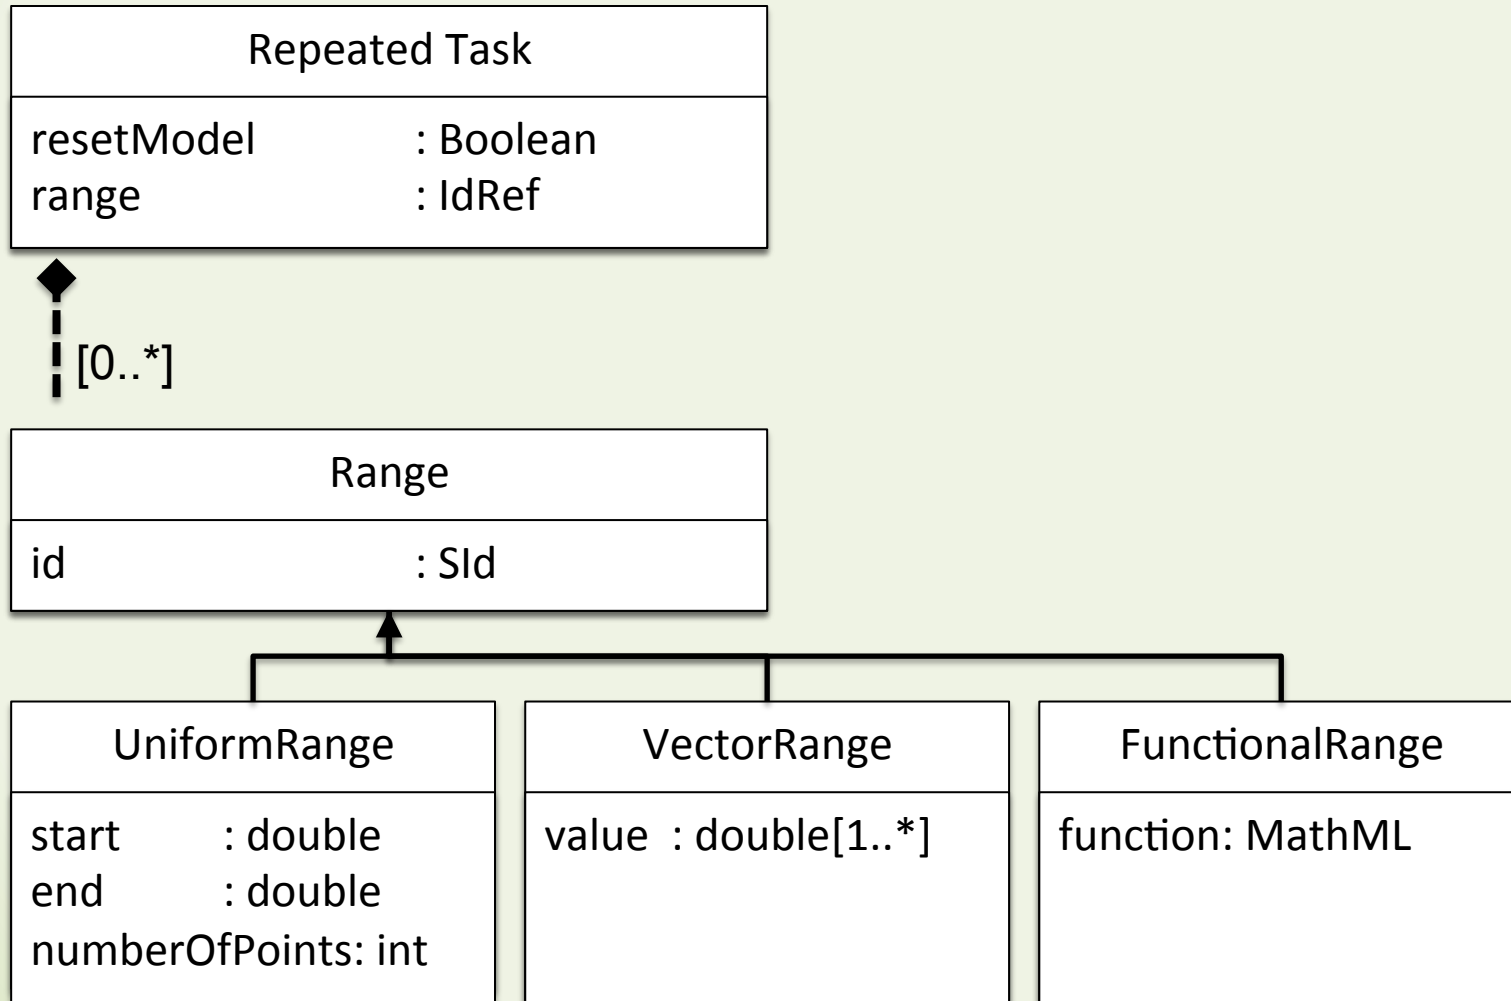 Repeated Task
resetModel : Boolean
range : IdRef
[0..*]
Range
id : SId
UniformRange
start : double
end : double
numberOfPoints: int
VectorRange
value : double[1..*]
FunctionalRange
function: MathML